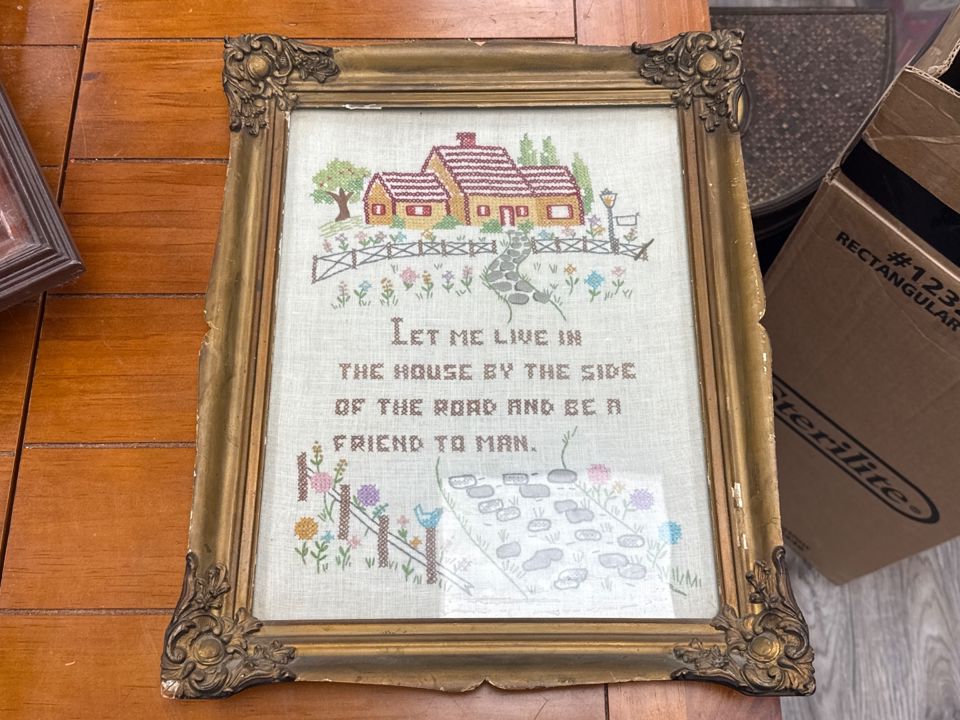 LET ME LIVE IN
THE HOUSE BY THE SIDE
OF THE ROAD AND BE A
FRIEND TO MAN.
RECTANGULAR
Sterilite®